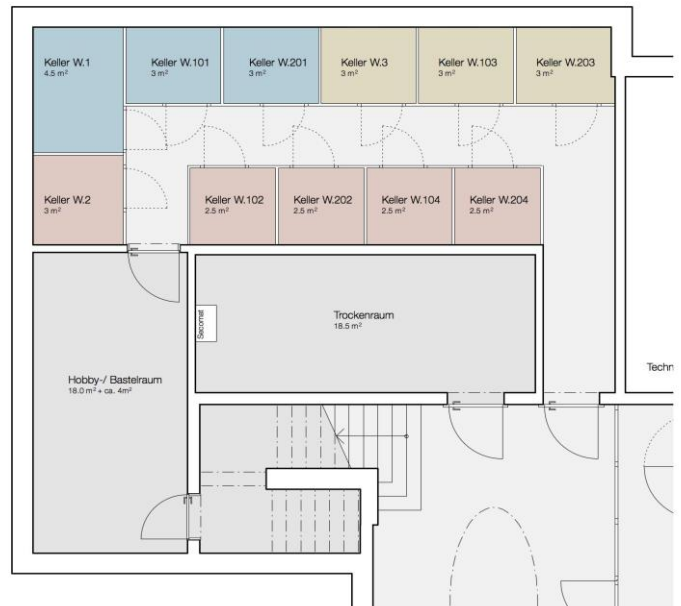 Keller W.1
4.5 m²
Keller W.101
3 m²
Keller W.201
3 m²
Keller W.3
3 m²
Keller W.103
3 m²
Keller W.203
3 m²
Keller W.2
3 m²
Keller W.102
2.5 m²
Keller W.202
2.5 m²
Keller W.104
2.5 m²
Keller W.204
2.5 m²
Secomat
Trockenraum
18.5 m²
Techn
Hobby-/ Bastelraum
18.0 m² + ca. 4m²